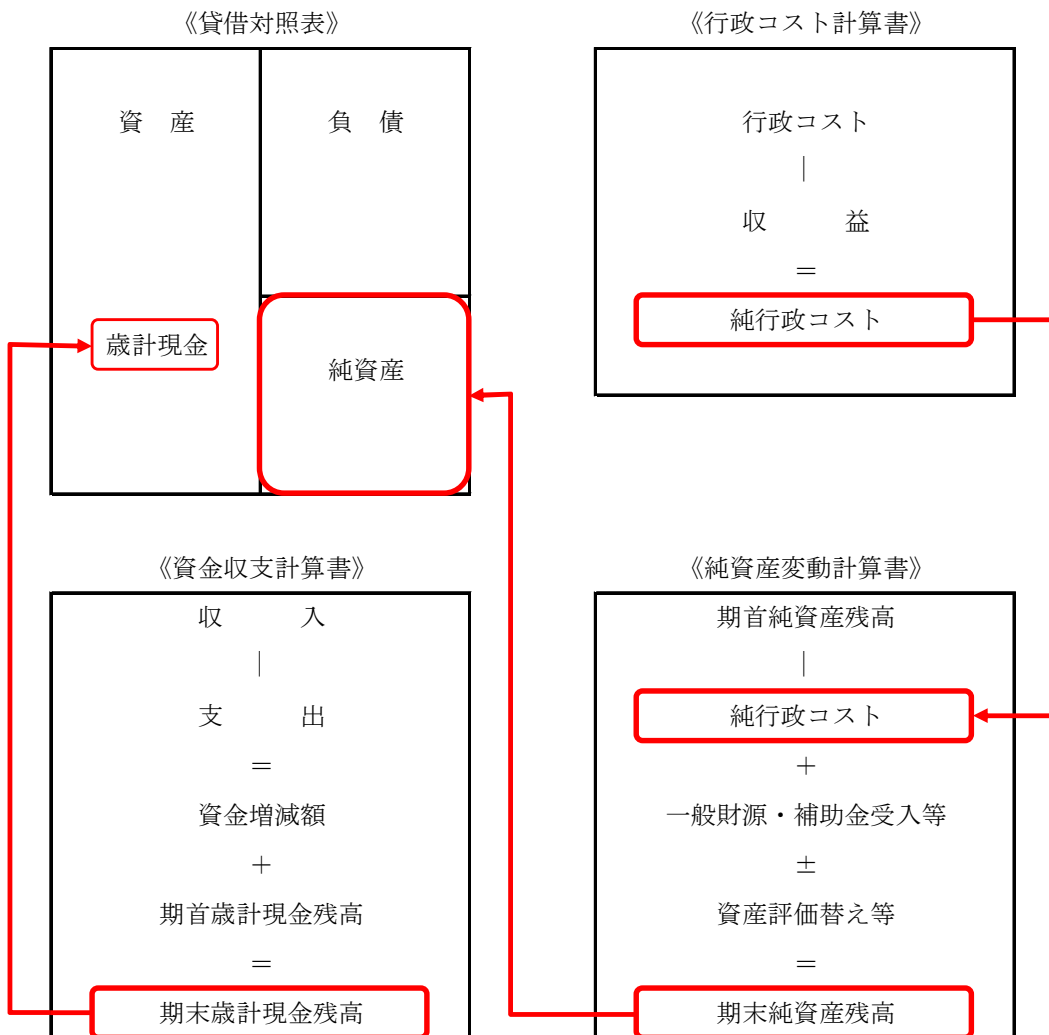 《貸借対照表》
資　産
負　債
歳計現金
純資産
《行政コスト計算書》
行政コスト
｜
収　　益
＝
純行政コスト
《資金収支計算書》
収　　入
｜
支　　出
＝
資金増減額
＋
期首歳計現金残高
＝
期末歳計現金残高
《純資産変動計算書》
期首純資産残高
｜
純行政コスト
＋
一般財源・補助金受入等
±
資産評価替え等
＝
期末純資産残高